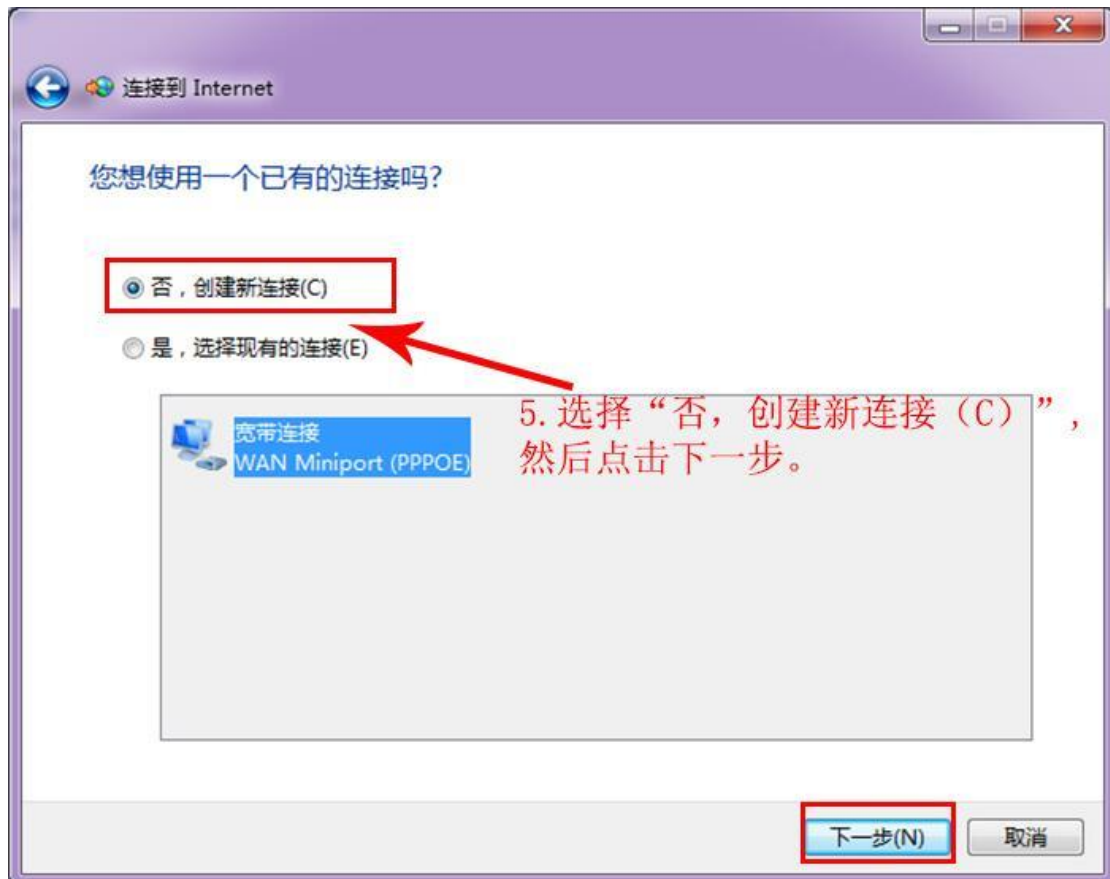 连接到 Internet
您想使用一个已有的连接吗?
否，创建新连接(C)
是，选择现有的连接(E)
宽带连接
WAN Miniport (PPPOE)
5.选择“否，创建新连接（C）”，
然后点击下一步。
下一步(N)
取消